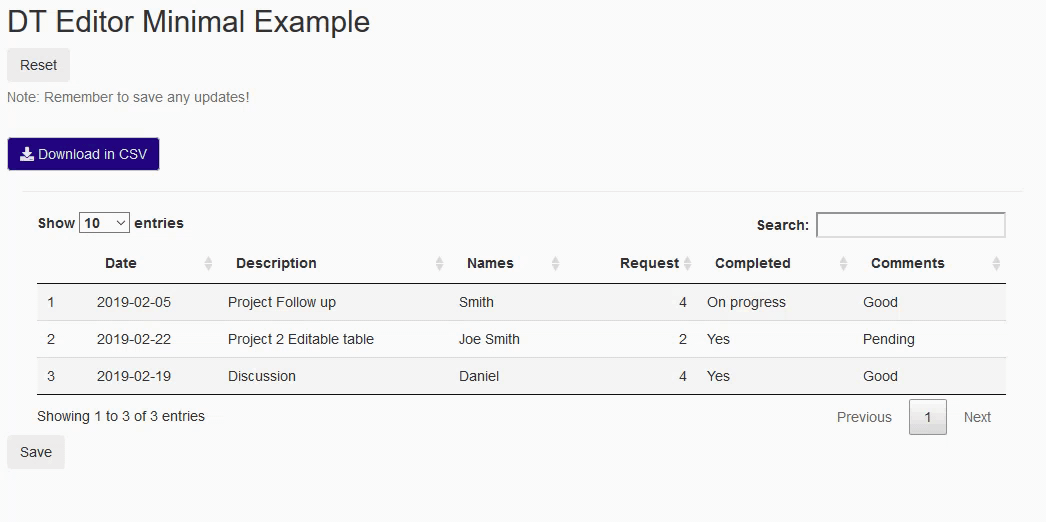 DT Editor Minimal Example
Reset
Note: Remember to save any updates!
Download in CSV
Show 10 entries
Search:
Date Description Names Request Completed Comments
1 2019-02-05 Project Follow up Smith 4 On progress Good
2 2019-02-22 Project 2 Editable table Joe Smith 2 Yes Pending
3 2019-02-19 Discussion Daniel 4 Yes Good
Showing 1 to 3 of 3 entries
Previous 1 Next
Save